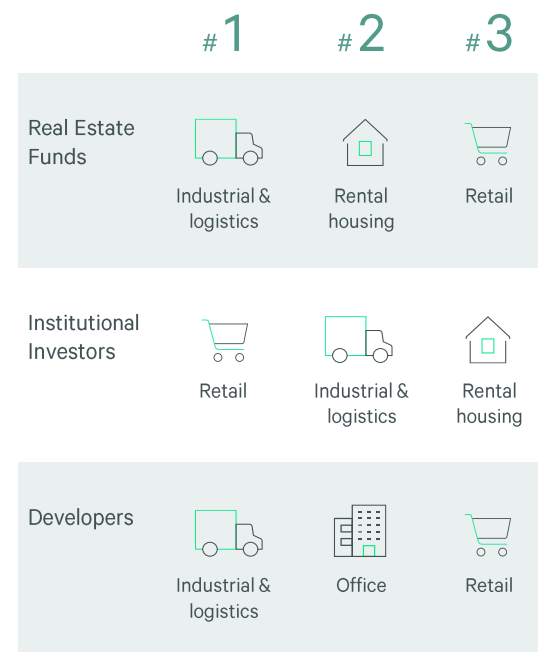 #1 #2 #3
Real Estate
Funds
Industrial &
logistics
Rental
housing
Retail
Institutional
Investors
Retail
Industrial &
logistics
Rental
housing
Developers
Industrial &
logistics
Office
Retail